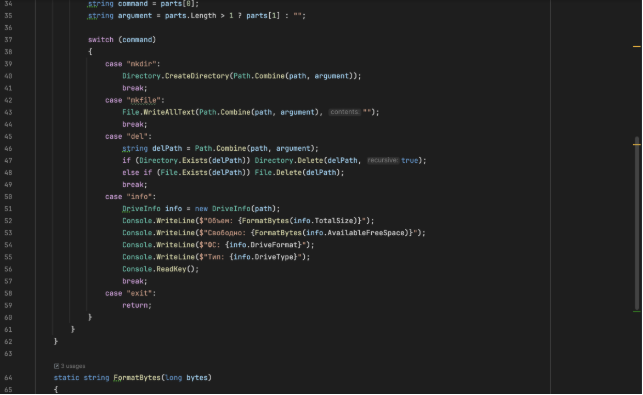 34 string command = parts[0];
35 string argument = parts.Length > 1 ? parts[1] : "";
36
37 switch (command)
38 {
39 case "mkdir":
40 Directory.CreateDirectory(Path.Combine(path, argument));
41 break;
42 case "mkfile":
43 File.WriteAllText(Path.Combine(path, argument), contents: "");
44 break;
45 case "del":
46 string delPath = Path.Combine(path, argument);
47 if (Directory.Exists(delPath)) Directory.Delete(delPath, recursive: true);
48 else if (File.Exists(delPath)) File.Delete(delPath);
49 break;
50 case "info":
51 DriveInfo info = new DriveInfo(path);
52 Console.WriteLine($"Объем: {FormatBytes(info.TotalSize)}");
53 Console.WriteLine($"Свободно: {FormatBytes(info.AvailableFreeSpace)}");
54 Console.WriteLine($"ФС: {info.DriveFormat}");
55 Console.WriteLine($"Тип: {info.DriveType}");
56 Console.ReadKey();
57 break;
58 case "exit":
59 return;
60 }
61 }
62 }
63
3 usages
64 static string FormatBytes(long bytes)
65 {